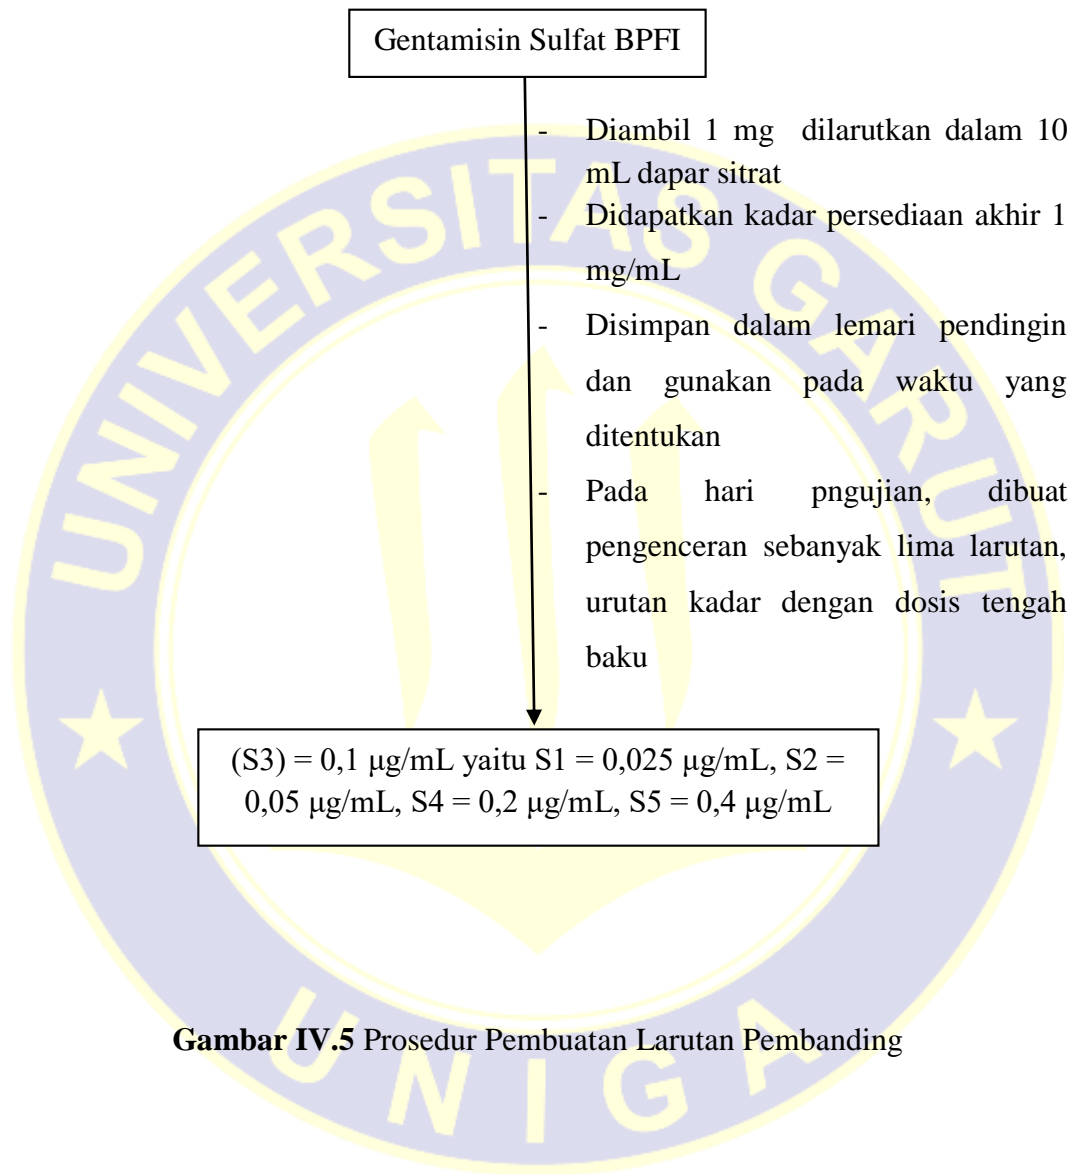 Gentamisin Sulfat BPFI
- Diambil 1 mg dilarutkan dalam 10
mL dapar sitrat
- Didapatkan kadar persediaan akhir 1
mg/mL
- Disimpan dalam lemari pendingin
dan gunakan pada waktu yang
ditentukan
- Pada hari pngujian, dibuat
pengenceran sebanyak lima larutan,
urutan kadar dengan dosis tengah
baku
(S3) = 0,1 μg/mL yaitu S1 = 0,025 μg/mL, S2 =
0,05 μg/mL, S4 = 0,2 μg/mL, S5 = 0,4 μg/mL
Gambar IV.5 Prosedur Pembuatan Larutan Pembanding
UNIVERSITAS GARUT
UNIGA